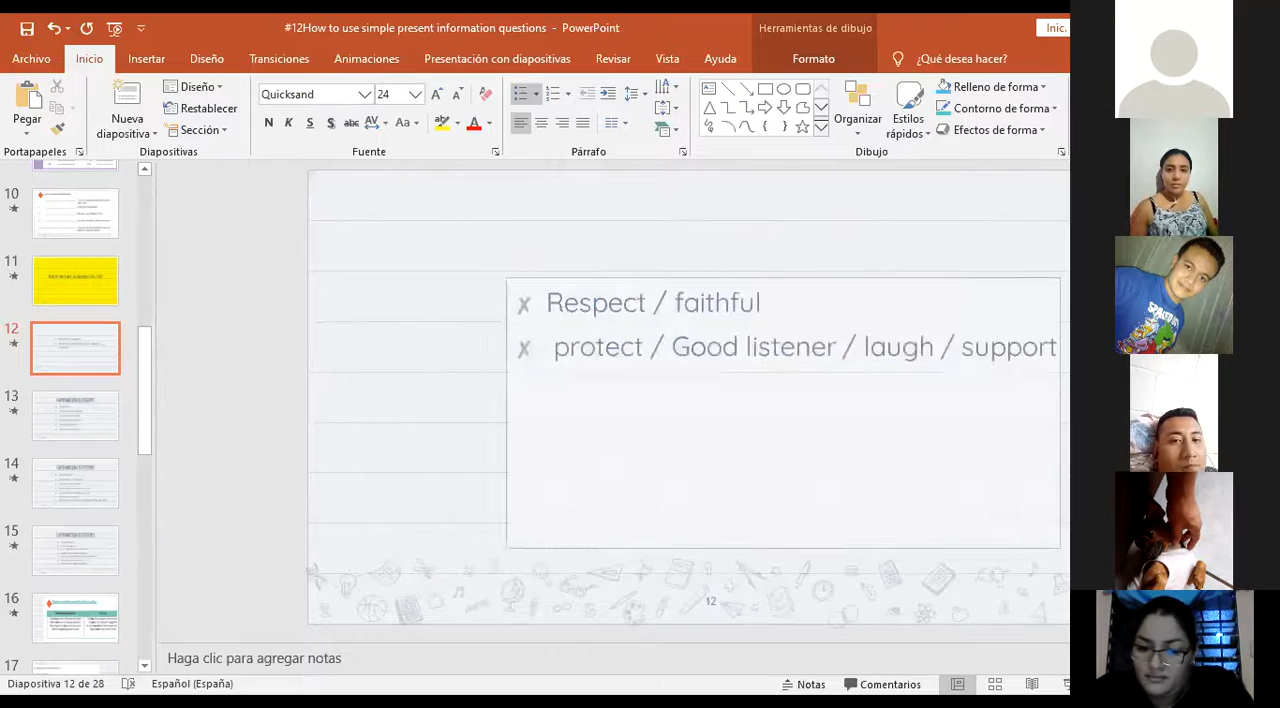 #12How to use simple present information questions - PowerPoint
Herramientas de dibujo
Inic.
Archivo
Inicio
Insertar
Diseño
Transiciones
Animaciones
Presentación con diapositivas
Revisar
Vista
Ayuda
Formato
¿Qué desea hacer?
Pegar
Portapapeles
Nueva diapositiva
Diseño
Restablecer
Sección
Diapositivas
Quicksand
24
N K S S abc AV Aa A
Fuente
Párrafo
Organizar
Estilos rápidos
Relleno de forma
Contorno de forma
Efectos de forma
Dibujo
10
11
12
13
14
15
16
17
Respect / faithful
protect / Good listener / laugh / support
12
Haga clic para agregar notas
Diapositiva 12 de 28
Español (España)
Notas
Comentarios